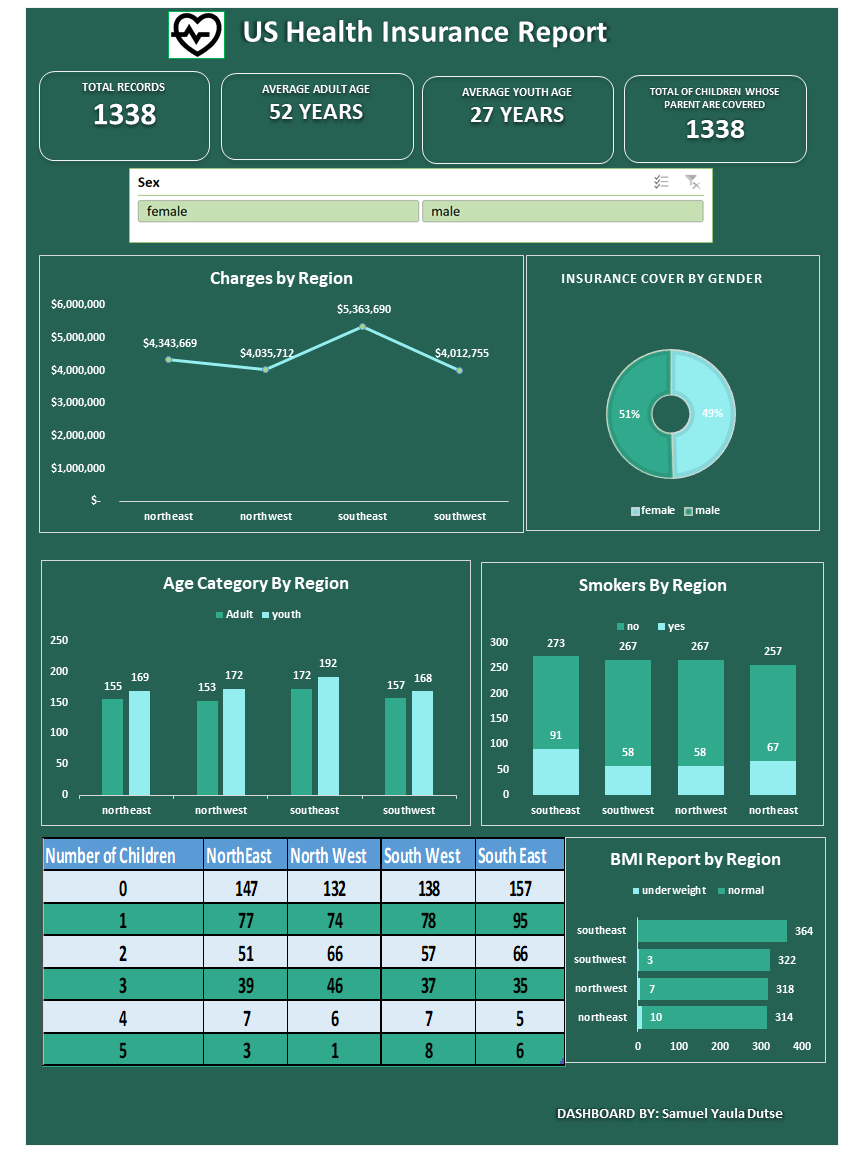 US Health Insurance Report
TOTAL RECORDS
1338
AVERAGE ADULT AGE
52 YEARS
AVERAGE YOUTH AGE
27 YEARS
TOTAL OF CHILDREN WHOSE
PARENT ARE COVERED
1338
Sex
female male
Charges by Region
$6,000,000
$5,000,000
$4,000,000
$3,000,000
$2,000,000
$1,000,000
$-
$4,343,669
$4,035,712
$5,363,690
$4,012,755
northeast northwest southeast southwest
INSURANCE COVER BY GENDER
51% 49%
female male
Age Category By Region
Adult youth
250
200
150
100
50
0
155 169 153 172 172 192 157 168
northeast northwest southeast southwest
Smokers By Region
no yes
300
250
200
150
100
50
0
273 267 267 257
91 58 58 67
southeast southwest northwest northeast
Number of Children NorthEast North West South West South East
0 147 132 138 157
1 77 74 78 95
2 51 66 57 66
3 39 46 37 35
4 7 6 7 5
5 3 1 8 6
BMI Report by Region
underweight normal
southeast 364
southwest 3 322
northwest 7 318
northeast 10 314
0 100 200 300 400
DASHBOARD BY: Samuel Yaula Dutse